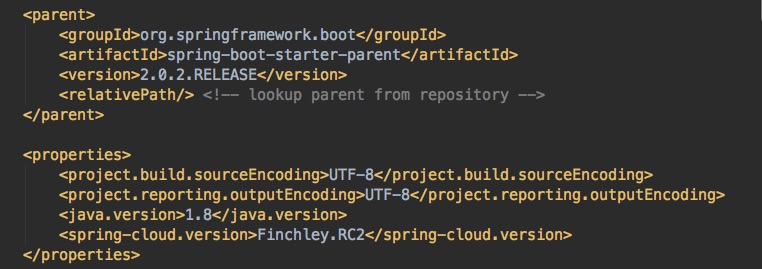 <parent>
<groupId>org.springframework.boot</groupId>
<artifactId>spring-boot-starter-parent</artifactId>
<version>2.0.2.RELEASE</version>
<relativePath/> <!-- lookup parent from repository -->
</parent>
<properties>
<project.build.sourceEncoding>UTF-8</project.build.sourceEncoding>
<project.reporting.outputEncoding>UTF-8</project.reporting.outputEncoding>
<java.version>1.8</java.version>
<spring-cloud.version>Finchley.RC2</spring-cloud.version>
</properties>